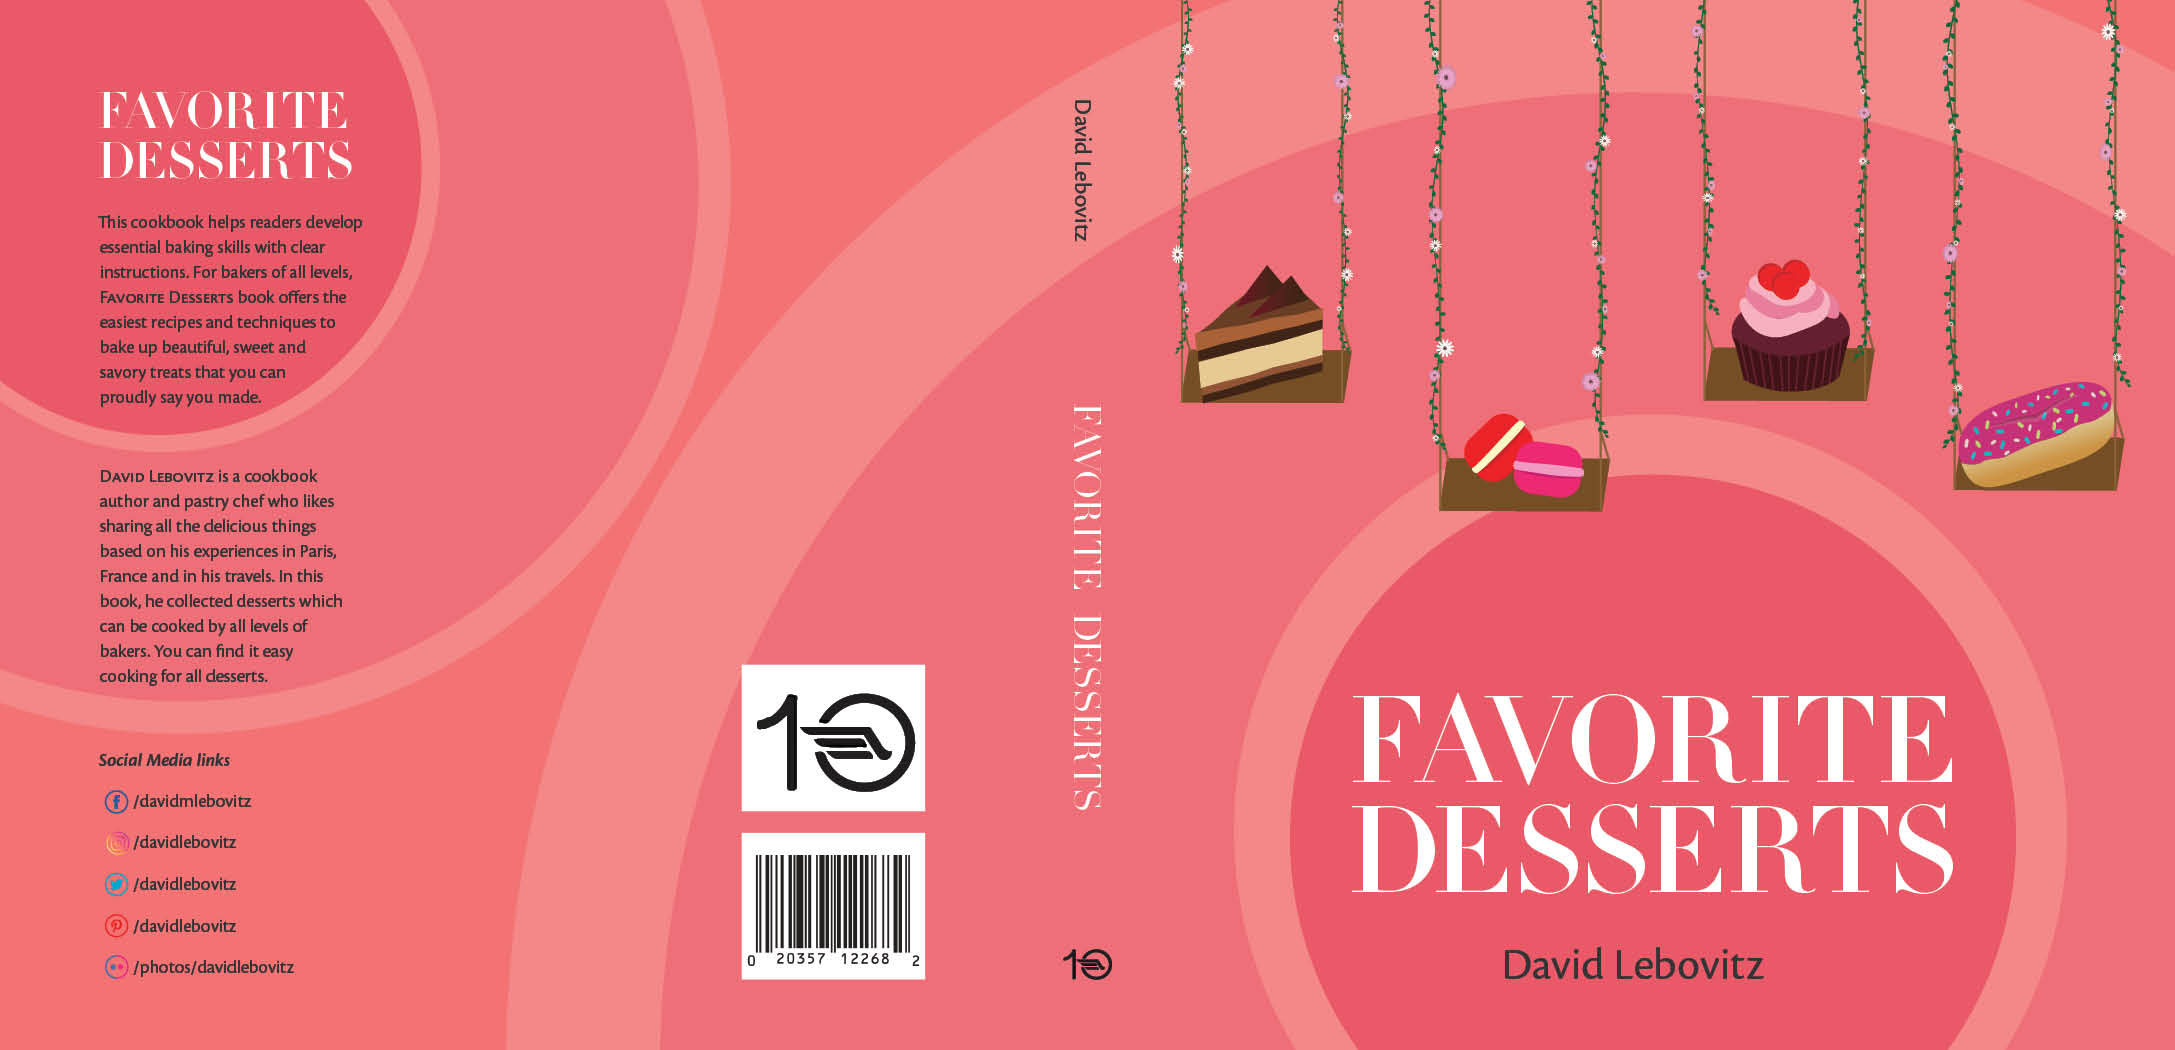 FAVORITE
DESSERTS
This cookbook helps readers develop
essential baking skills with clear
instructions. For bakers of all levels,
FAVORITE DESSERTS book offers the
easiest recipes and techniques to
bake up beautiful, sweet and
savory treats that you can
proudly say you made.
DAVID LEBOVITZ is a cookbook
author and pastry chef who likes
sharing all the delicious things
based on his experiences in Paris,
France and in his travels. In this
book, he collected desserts which
can be cooked by all levels of
bakers. You can find it easy
cooking for all desserts.
Social Media links
/davidmlebovitz
/davidlebovitz
/davidlebovitz
/davidlebovitz
/photos/davidlebovitz
10
0 20357 12268 2
David Lebovitz
FAVORITE DESSERTS
10
FAVORITE
DESSERTS
David Lebovitz